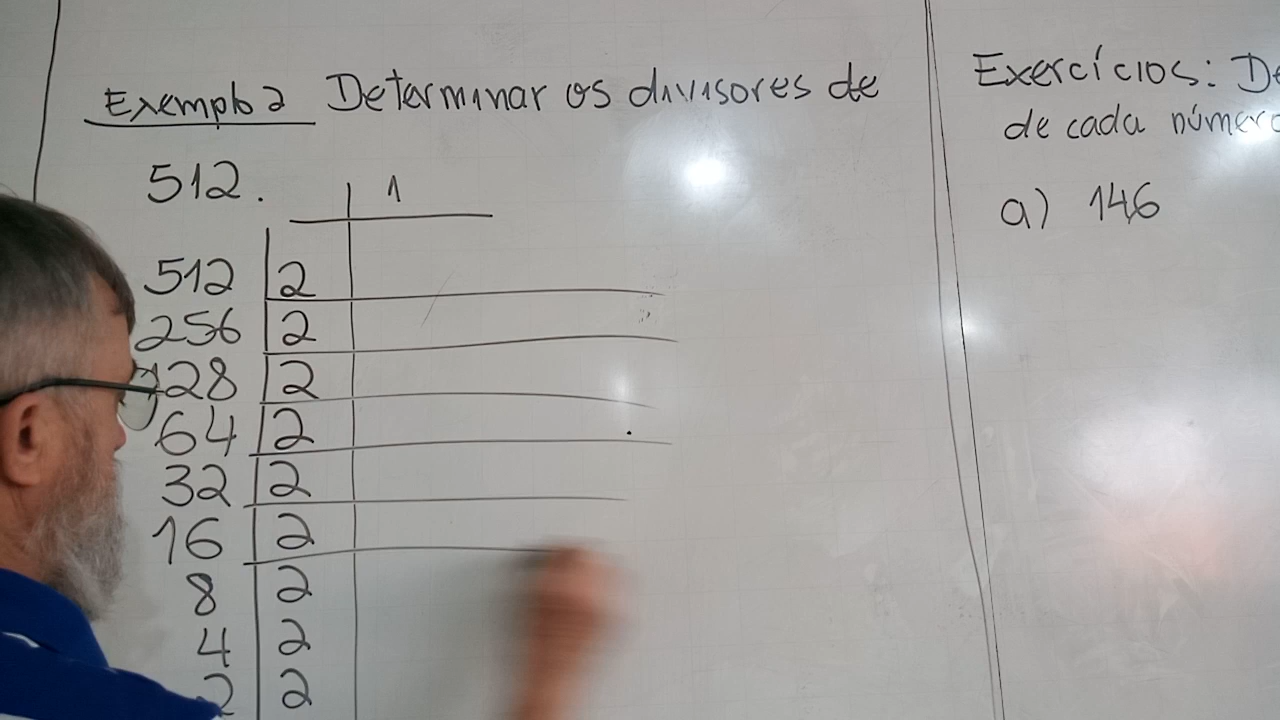 Exemplo 2 Determinar os divisores de
512.
1
512 2
256 2
128 2
64 2
32 2
16 2
8 2
4 2
2 2
Exercícios:
de cada número
a) 146